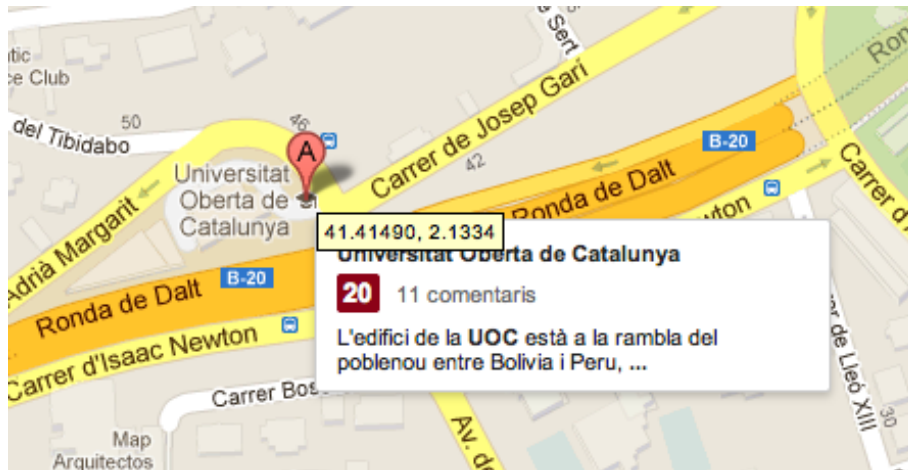 tic
ce Club
del Tibidabo
50
46
Sert
Carrer de Josep Garí
42
A
Universitat
Oberta de
Catalunya
Adrià Margarit
B-20
Ronda de Dalt
B-20
Ronda de Dalt
Ron
Carrer d'
Newton
41.41490, 2.1334
Universitat Oberta de Catalunya
20 11 comentaris
L'edifici de la UOC està a la rambla del
poblenou entre Bolivia i Peru, ...
Carrer d'Isaac Newton
Carrer Bos
Av. de
er de Lleó XIII
30
Map
Arquitectos